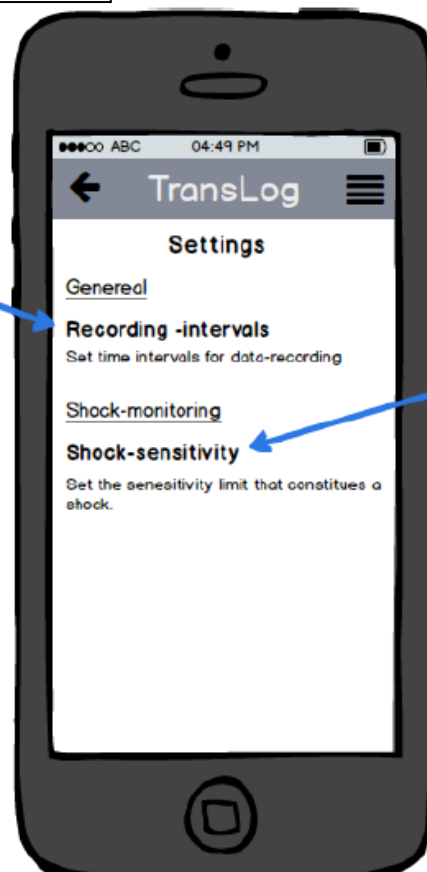 ABC 04:49 PM
TransLog
Settings
Genereal
Recording -intervals
Set time intervals for data-recording
Shock-monitoring
Shock-sensitivity
Set the senesitivity limit that constitues a
shock.